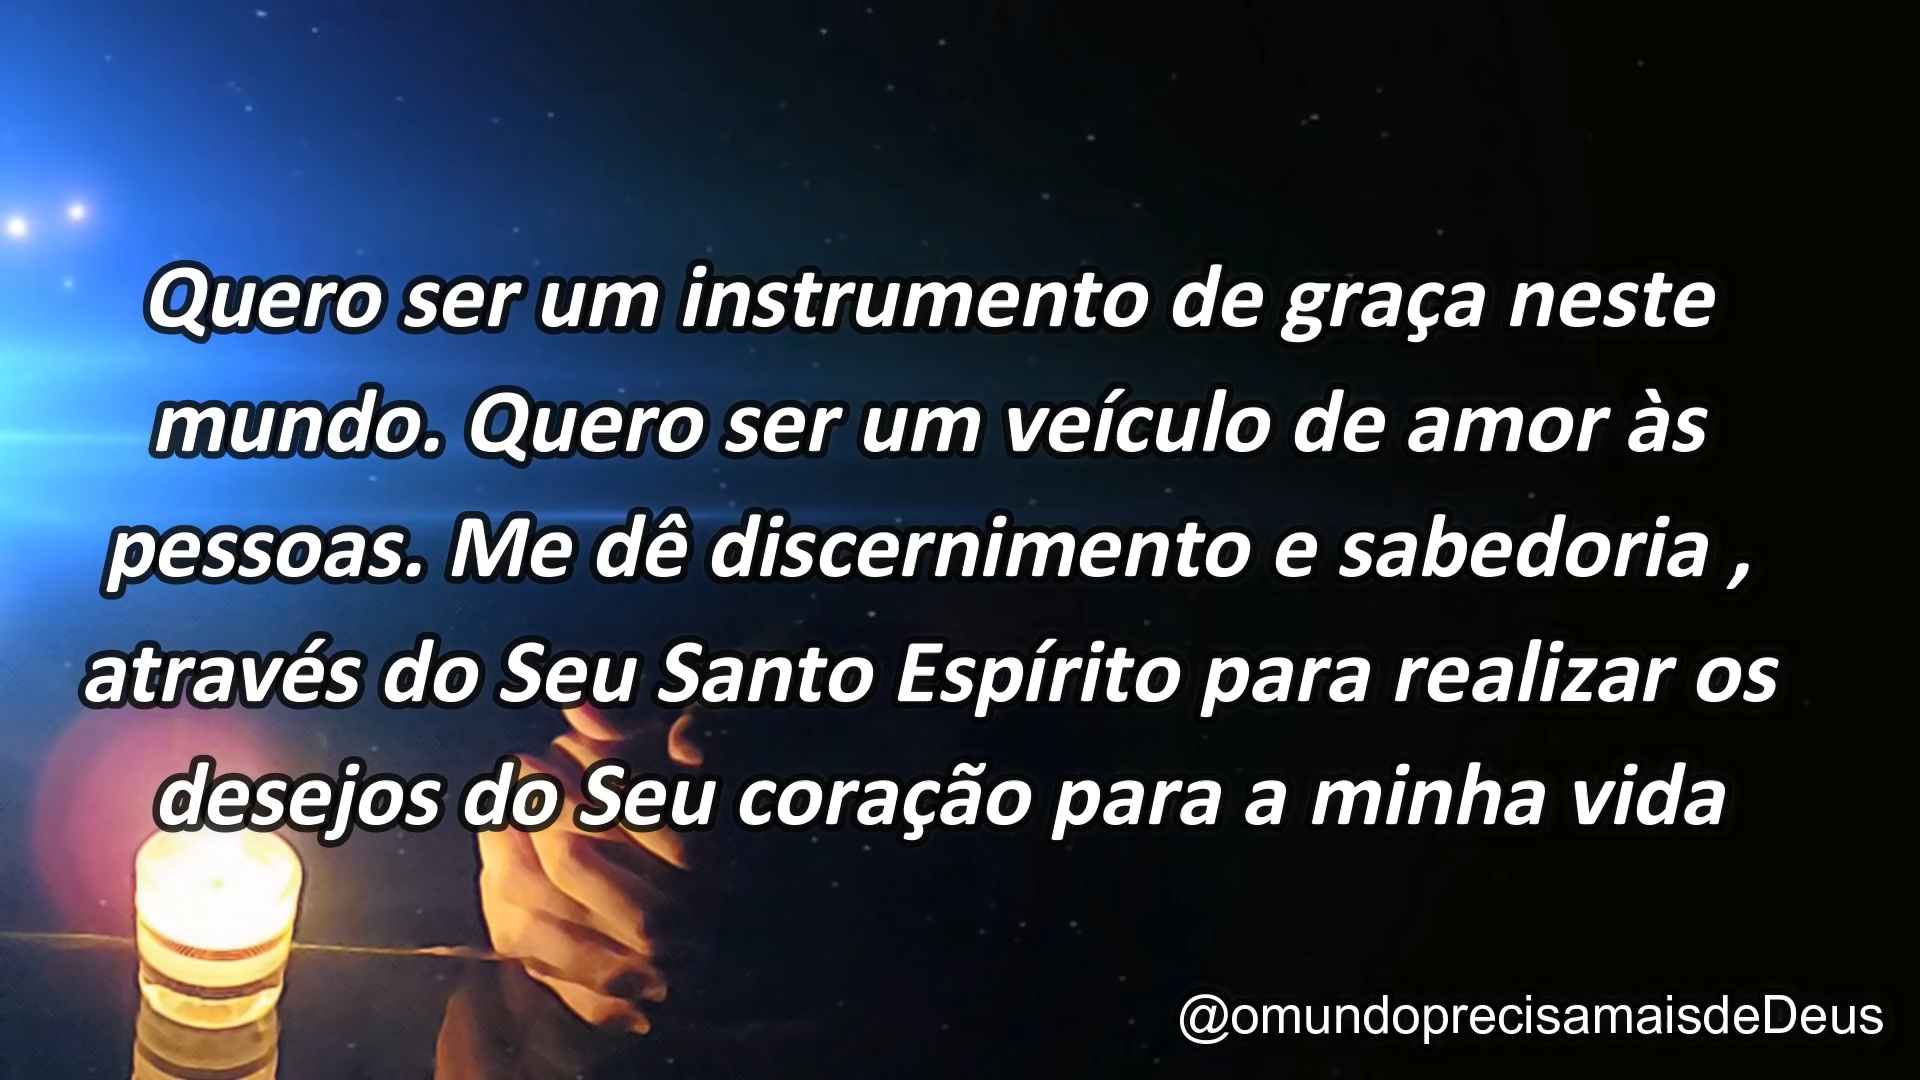 Quero ser um instrumento de graça neste
mundo. Quero ser um veículo de amor às
pessoas. Me dê discernimento e sabedoria ,
através do Seu Santo Espírito para realizar os
desejos do Seu coração para a minha vida
@omundoprecisamaisdeDeus